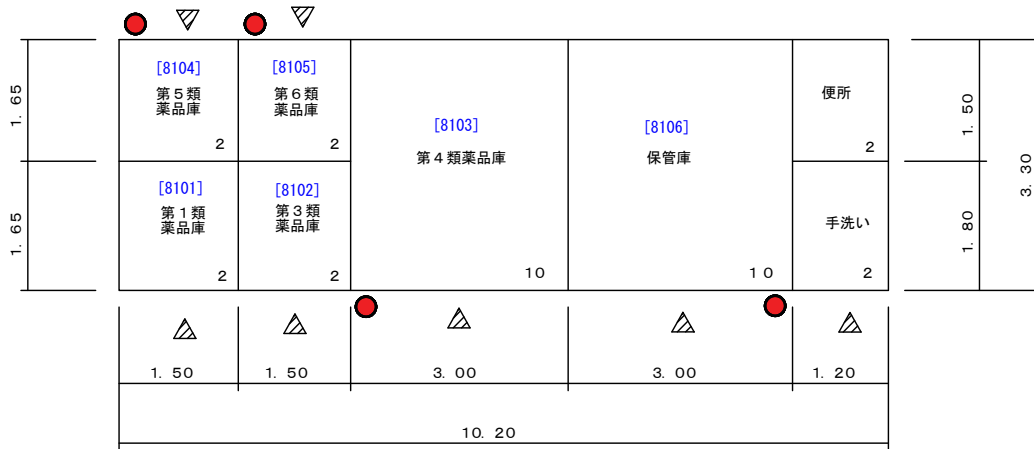 [8104]
第５類
薬品庫
2
[8105]
第６類
薬品庫
2
[8103]
第４類薬品庫
10
[8106]
保管庫
10
便所
2
[8101]
第１類
薬品庫
2
[8102]
第３類
薬品庫
2
手洗い
2
1.65
1.65
1.50
1.80
3.30
1.50
1.50
3.00
3.00
1.20
10.20